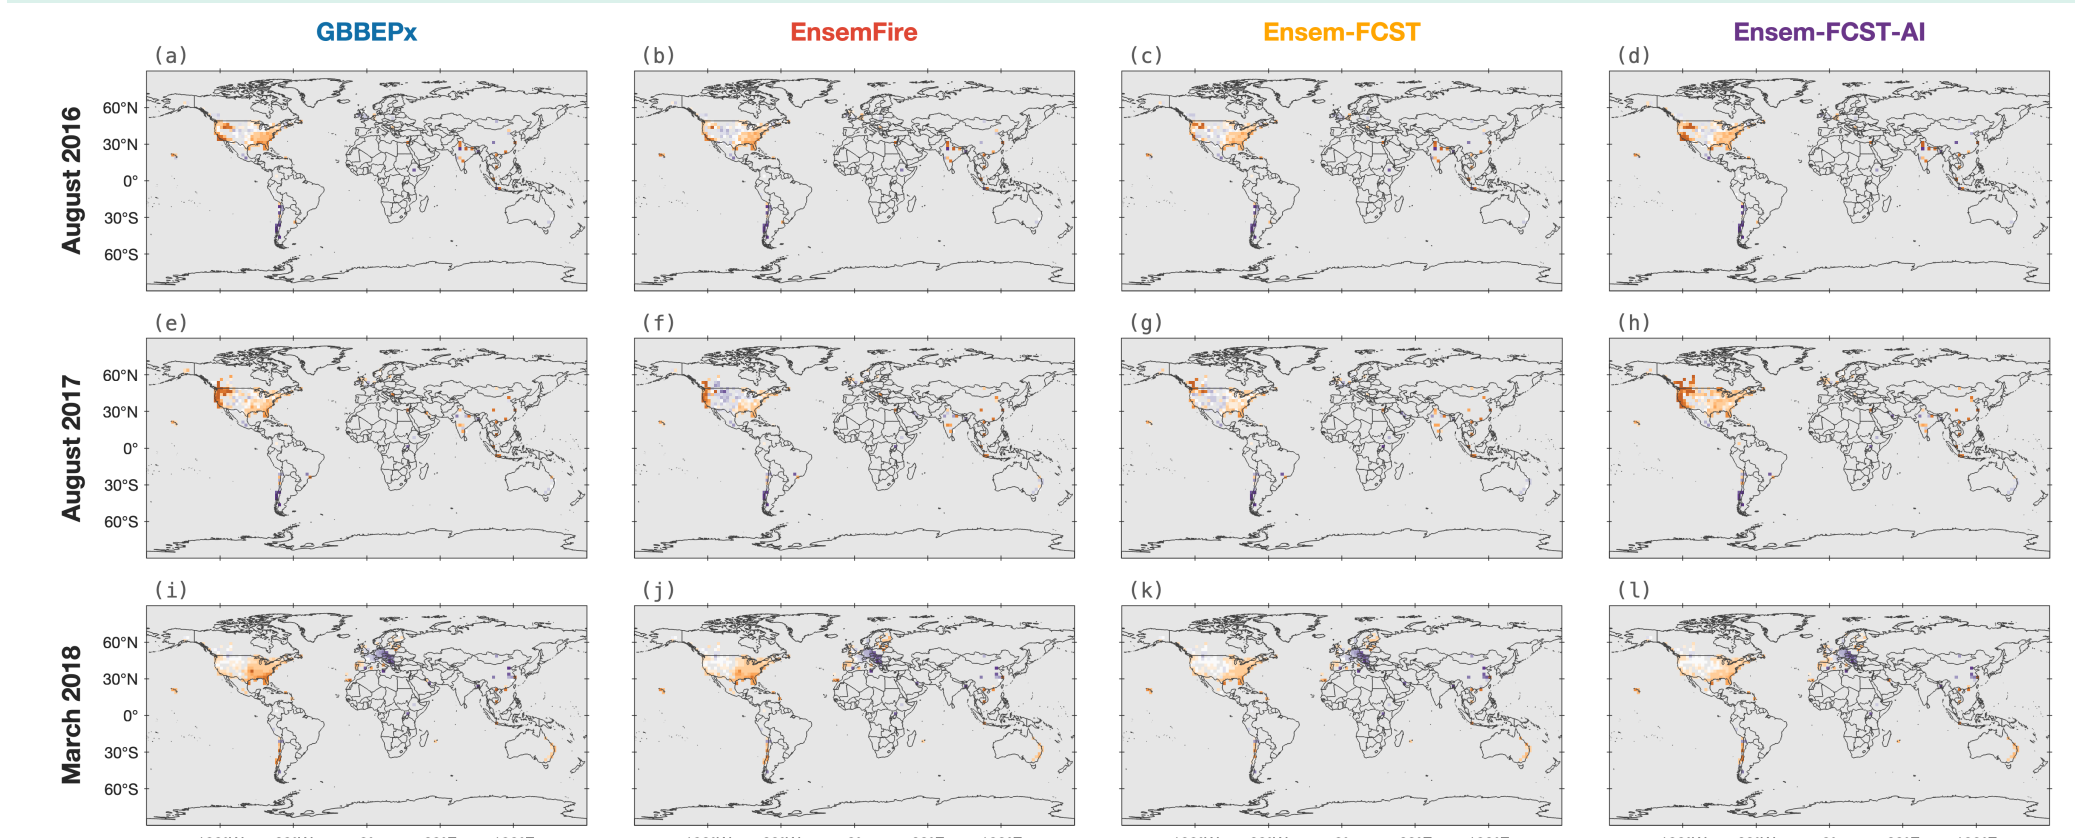 GBBEPx EnsemFire Ensem-FCST Ensem-FCST-AI
(a) (b) (c) (d)
August 2016
60°N
30°N
0°
30°S
60°S
(e) (f) (g) (h)
August 2017
60°N
30°N
0°
30°S
60°S
(i) (j) (k) (l)
March 2018
60°N
30°N
0°
30°S
60°S